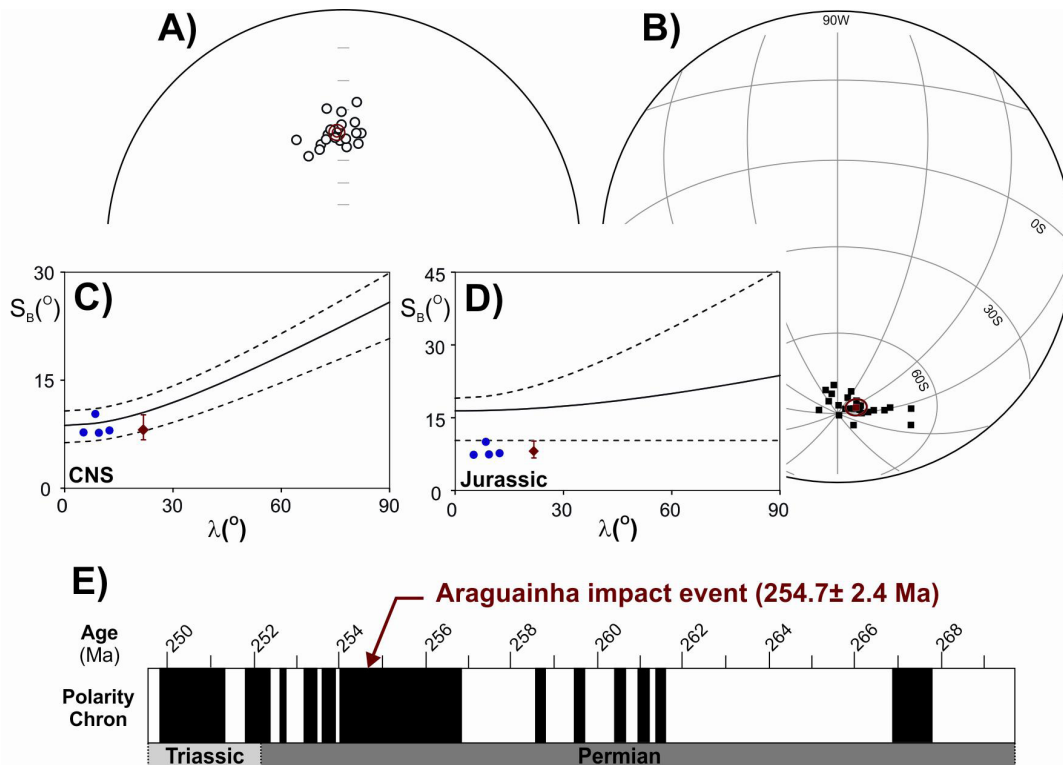 A)
B)
90W
0S
30S
60S
C)
30
15
0
S_B(°)
CNS
0 30 60 90
λ(°)
D)
45
30
15
0
S_B(°)
Jurassic
0 30 60 90
λ(°)
E)
Araguainha impact event (254.7± 2.4 Ma)
Age
(Ma)
250 252 254 256 258 260 262 264 266 268
Polarity
Chron
Triassic Permian